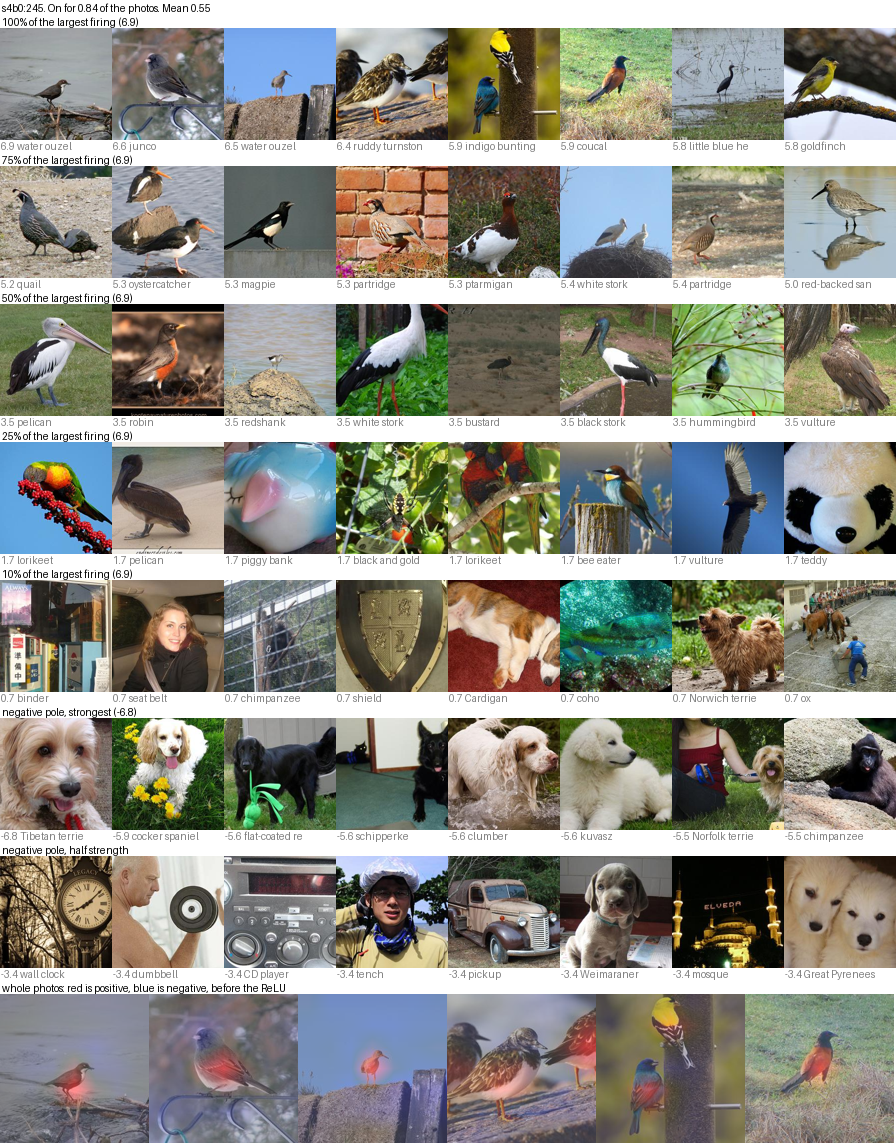 s4b0:245. On for 0.84 of the photos. Mean 0.55
100% of the largest firing (6.9)
6.9 water ouzel
6.6 junco
6.5 water ouzel
6.4 ruddy turnston
5.9 indigo bunting
5.9 coucal
5.8 little blue he
5.8 goldfinch
75% of the largest firing (6.9)
5.2 quail
5.3 oystercatcher
5.3 magpie
5.3 partridge
5.3 ptarmigan
5.4 white stork
5.4 partridge
5.0 red-backed san
50% of the largest firing (6.9)
3.5 pelican
3.5 robin
3.5 redshank
3.5 white stork
3.5 bustard
3.5 black stork
3.5 hummingbird
3.5 vulture
25% of the largest firing (6.9)
1.7 lorikeet
1.7 pelican
1.7 piggy bank
1.7 black and gold
1.7 lorikeet
1.7 bee eater
1.7 vulture
1.7 teddy
10% of the largest firing (6.9)
準備中
0.7 binder
0.7 seat belt
0.7 chimpanzee
0.7 shield
0.7 Cardigan
0.7 coho
0.7 Norwich terrie
0.7 ox
negative pole, strongest (-6.8)
-6.8 Tibetan terrie
-5.9 cocker spaniel
-5.6 flat-coated re
-5.6 schipperke
-5.6 clumber
-5.6 kuvasz
-5.5 Norfolk terrie
-5.5 chimpanzee
negative pole, half strength
LEGACY
ELVEDA
-3.4 wall clock
-3.4 dumbbell
-3.4 CD player
-3.4 tench
-3.4 pickup
-3.4 Weimaraner
-3.4 mosque
-3.4 Great Pyrenees
whole photos: red is positive, blue is negative, before the ReLU